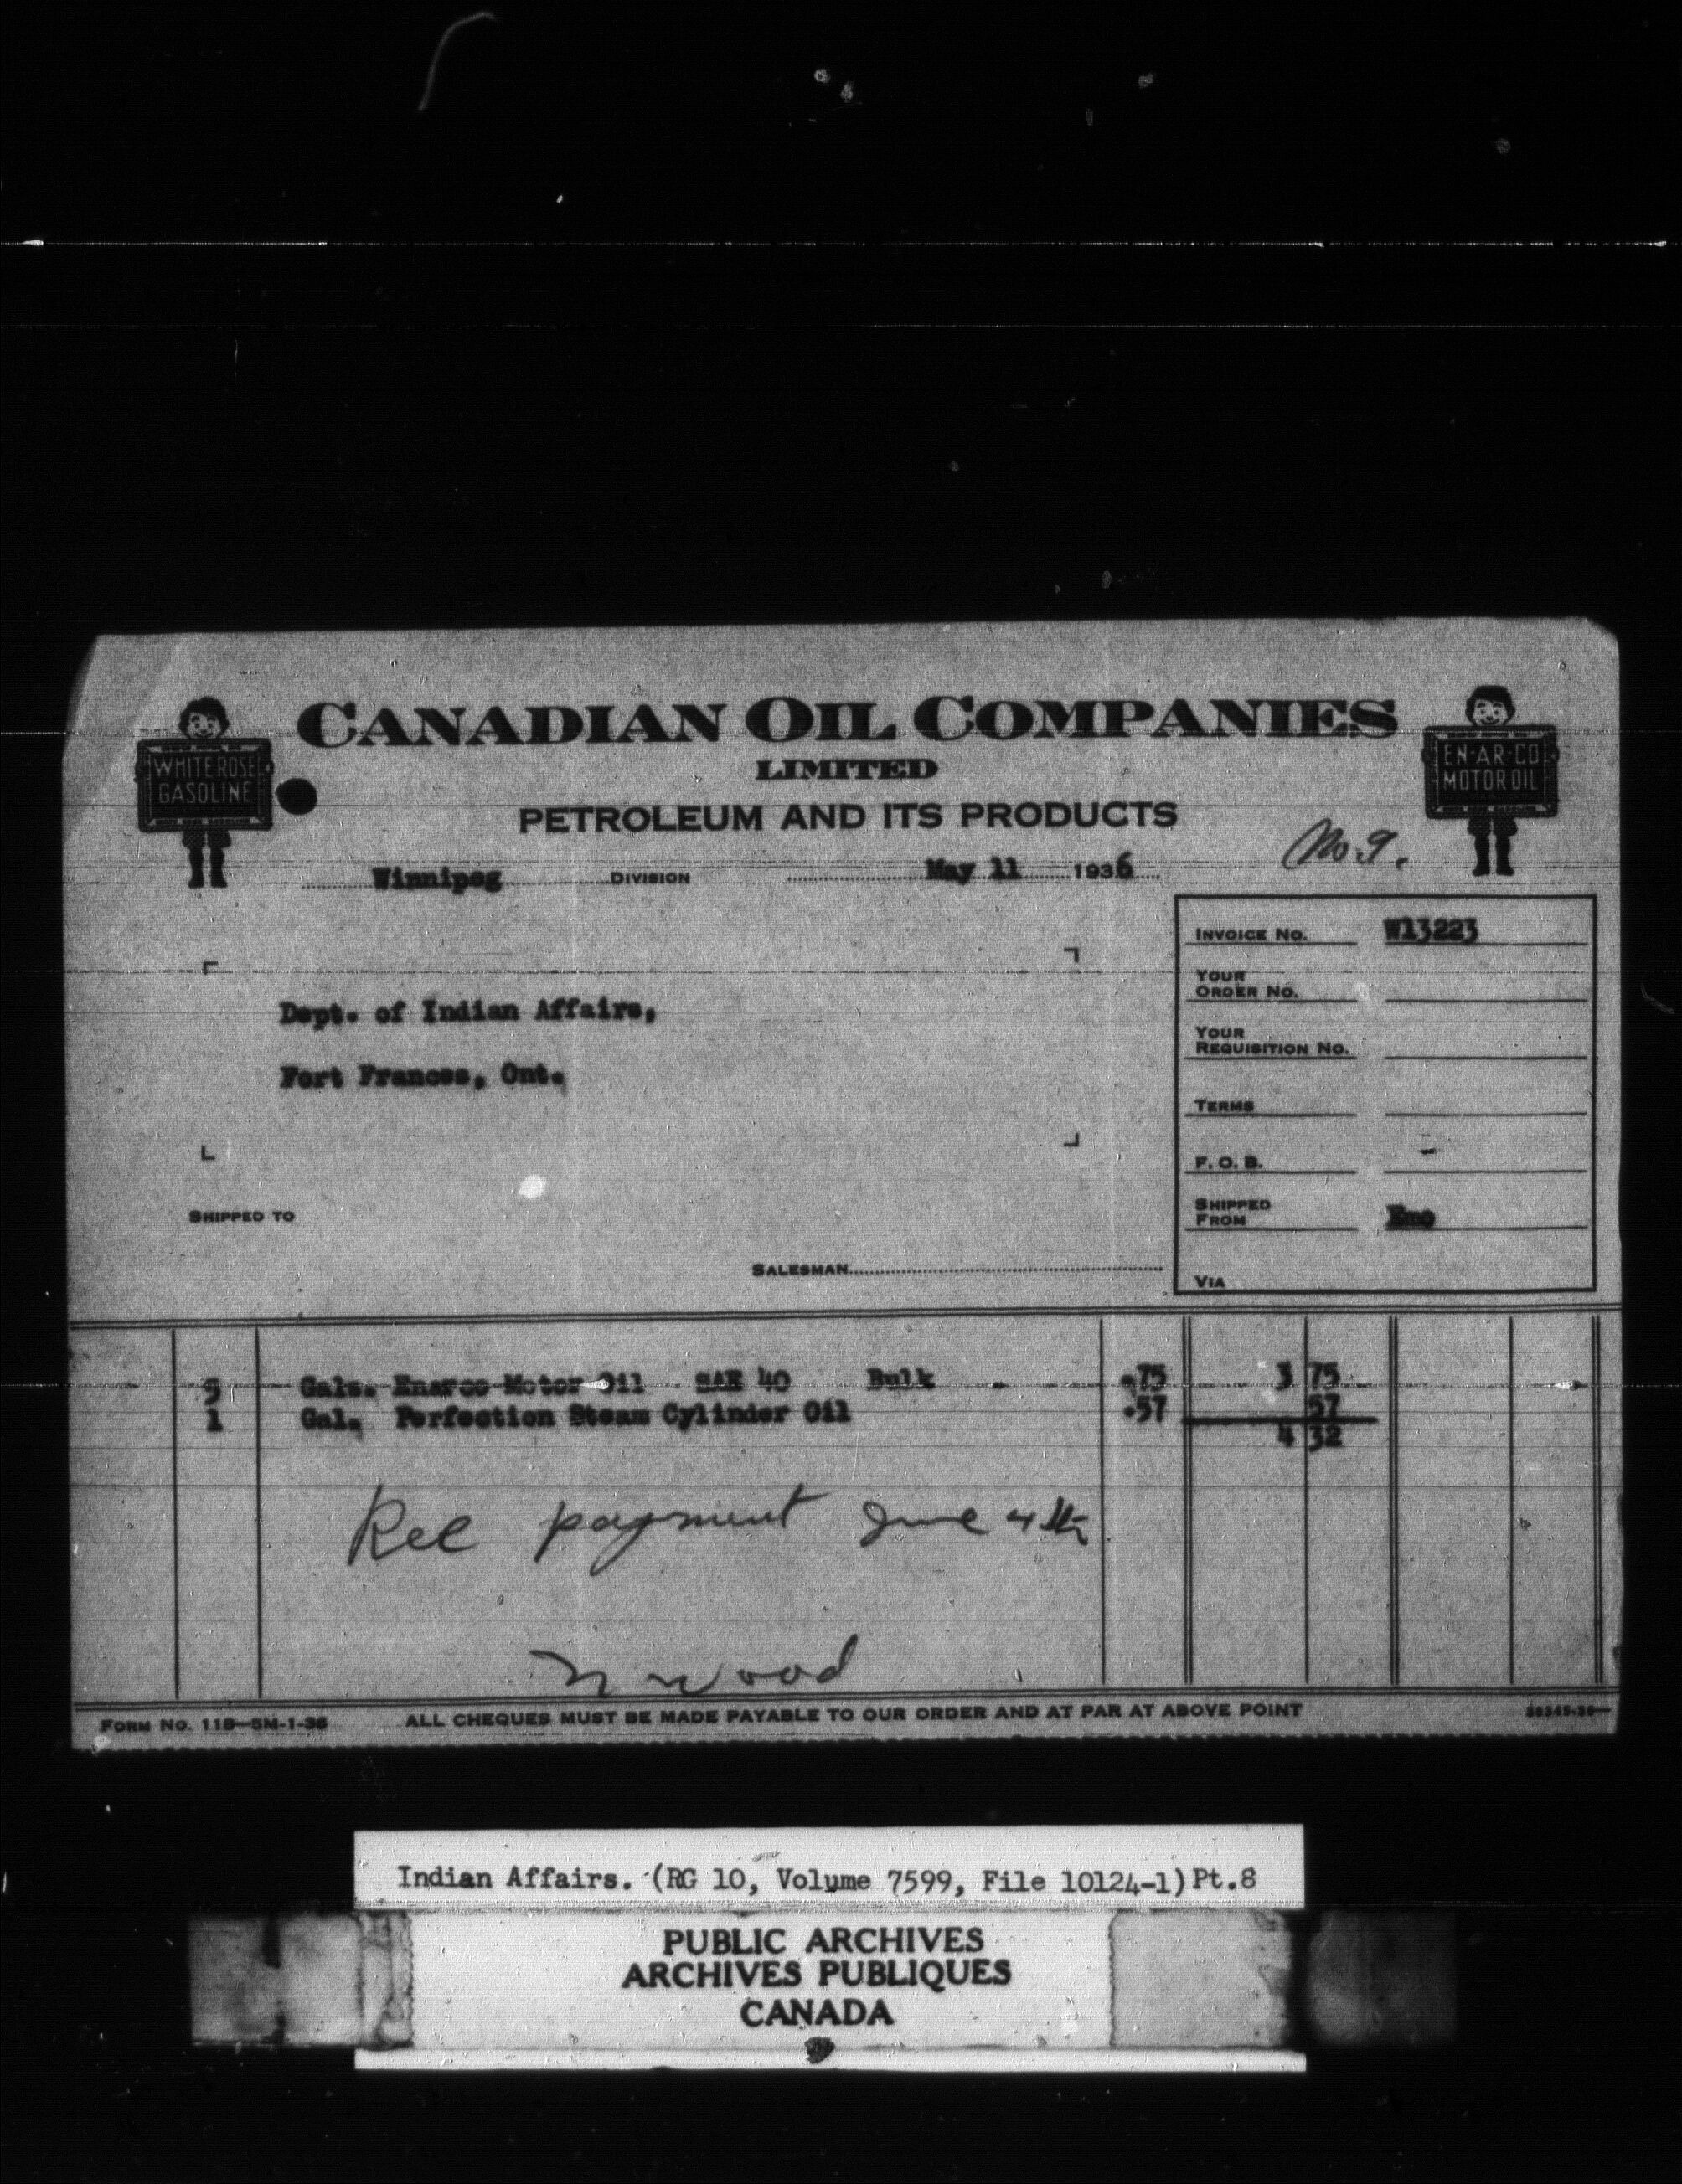 CANADIAN OIL COMPANIES
LIMITED
PETROLEUM AND ITS PRODUCTS
WHITE ROSE
GASOLINE
EN-AR-CO
MOTOR OIL
No. 9.
Winnipeg DIVISION May 11 1936
INVOICE No. W13223
YOUR
ORDER No.
YOUR
REQUISITION No.
TERMS
F. O. B. -
SHIPPED
FROM Emo
VIA
Dept. of Indian Affairs,
Fort Frances, Ont.
SHIPPED TO
SALESMAN
5 Gals. Enarco Motor Oil SAE 40 Bulk .75 3 75
1 Gal. Perfection Steam Cylinder Oil .57 57
4 32
Rec payment June 4th
N Wood
FORM NO. 118-5M-1-36 ALL CHEQUES MUST BE MADE PAYABLE TO OUR ORDER AND AT PAR AT ABOVE POINT
Indian Affairs. (RG 10, Volume 7599, File 10124-1) Pt.8
PUBLIC ARCHIVES
ARCHIVES PUBLIQUES
CANADA